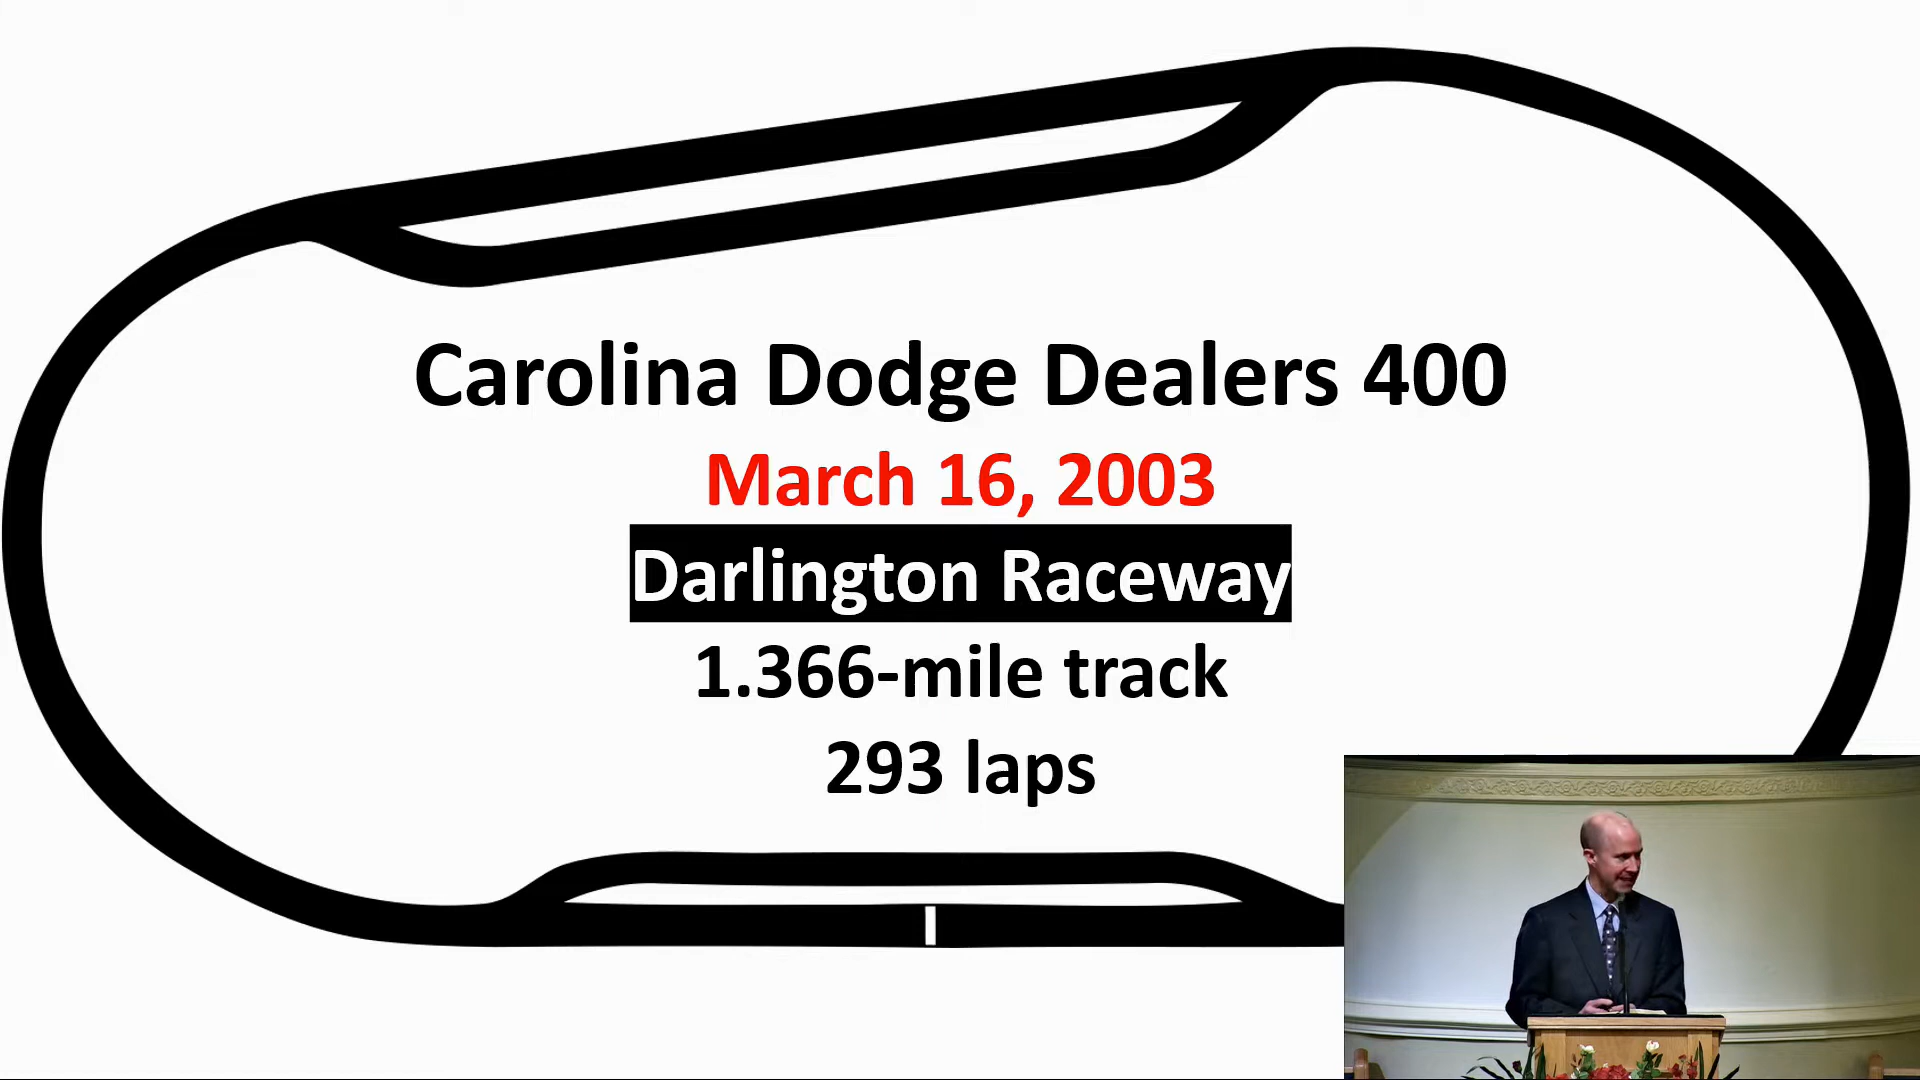 Carolina Dodge Dealers 400
March 16, 2003
Darlington Raceway
1.366-mile track
293 laps